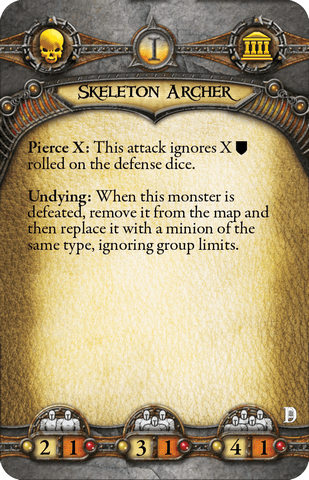 I
Skeleton Archer
Pierce X: This attack ignores X
rolled on the defense dice.
Undying: When this monster is
defeated, remove it from the map and
then replace it with a minion of the
same type, ignoring group limits.
D
2 1 3 1 4 1